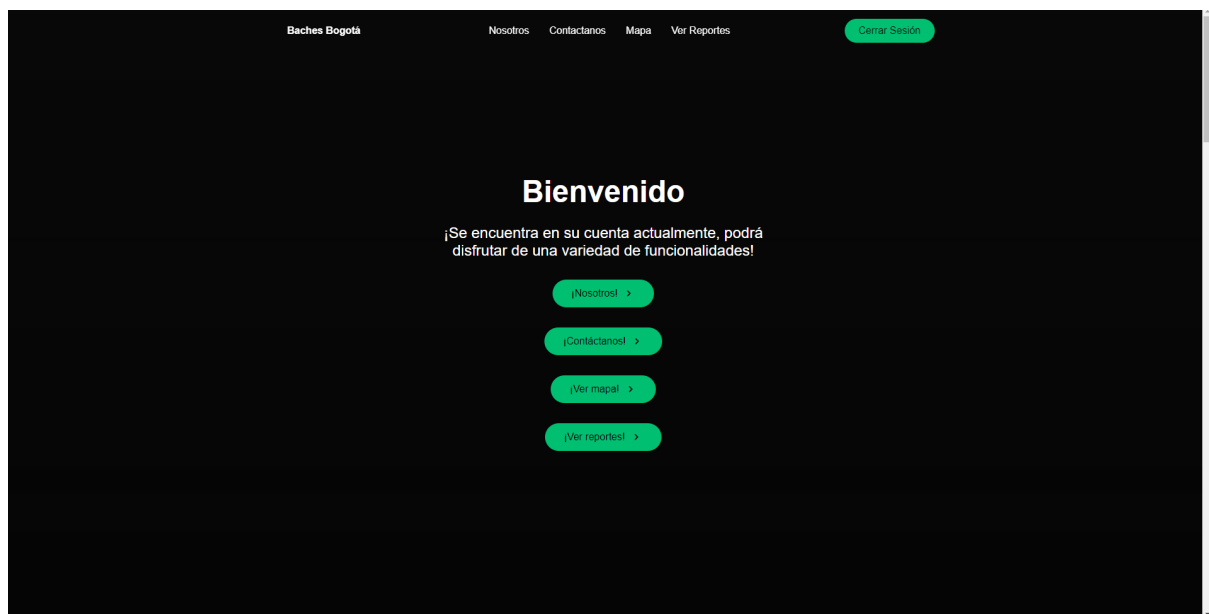 Baches Bogotá
Nosotros Contactanos Mapa Ver Reportes
Cerrar Sesión
Bienvenido
¡Se encuentra en su cuenta actualmente, podrá
disfrutar de una variedad de funcionalidades!
¡Nosotros!
¡Contáctanos!
¡Ver mapa!
¡Ver reportes!